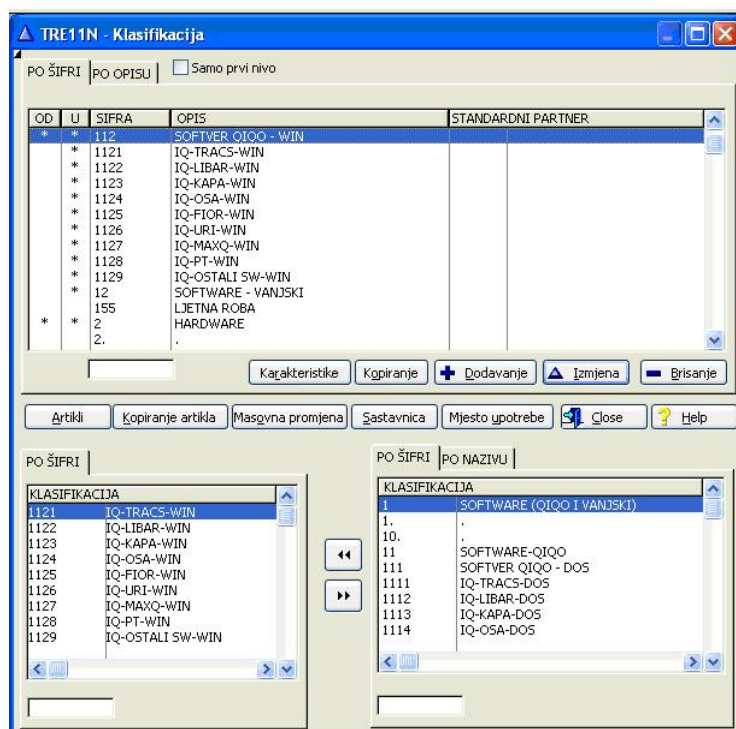 TRE11N - Klasifikacija
PO ŠIFRI PO OPISU Samo prvi nivo
OD U SIFRA OPIS STANDARDNI PARTNER
* * 112 SOFTVER QIQO - WIN
* 1121 IQ-TRACS-WIN
* 1122 IQ-LIBAR-WIN
* 1123 IQ-KAPA-WIN
* 1124 IQ-OSA-WIN
* 1125 IQ-FIOR-WIN
* 1126 IQ-URI-WIN
* 1127 IQ-MAXQ-WIN
* 1128 IQ-PT-WIN
* 1129 IQ-OSTALI SW-WIN
* 12 SOFTWARE - VANJSKI
155 LJETNA ROBA
* * 2 HARDWARE
2. .
Karakteristike Kopiranje Dodavanje Izmjena Brisanje
Artikli Kopiranje artikla Masovna promjena Sastavnica Mjesto upotrebe Close Help
PO ŠIFRI
KLASIFIKACIJA
1121 IQ-TRACS-WIN
1122 IQ-LIBAR-WIN
1123 IQ-KAPA-WIN
1124 IQ-OSA-WIN
1125 IQ-FIOR-WIN
1126 IQ-URI-WIN
1127 IQ-MAXQ-WIN
1128 IQ-PT-WIN
1129 IQ-OSTALI SW-WIN
PO ŠIFRI PO NAZIVU
KLASIFIKACIJA
1 SOFTWARE (QIQO I VANJSKI)
1. .
10. .
11 SOFTWARE-QIQO
111 SOFTVER QIQO - DOS
1111 IQ-TRACS-DOS
1112 IQ-LIBAR-DOS
1113 IQ-KAPA-DOS
1114 IQ-OSA-DOS